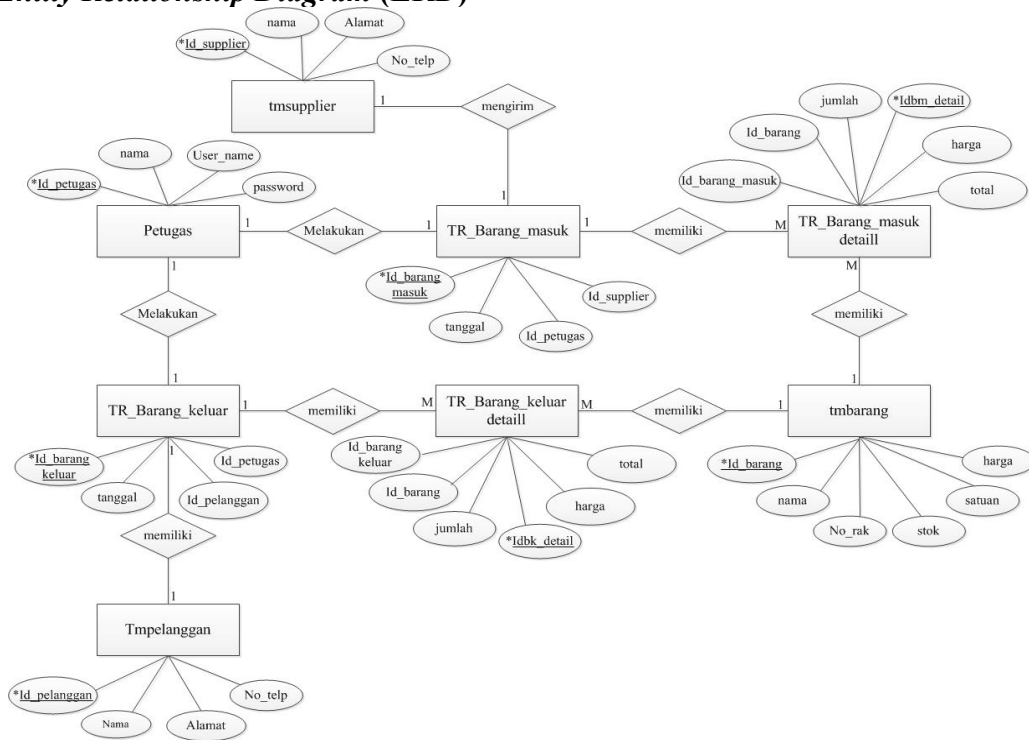 Entity Relationship Diagram (ERD)
nama
Alamat
*Id_supplier
No_telp
tmsupplier
1
mengirim
1
jumlah
*Idbm_detail
Id_barang
harga
Id_barang_masuk
total
nama
User_name
*Id_petugas
password
Petugas
1
Melakukan
1
TR_Barang_masuk
1
memiliki
M
TR_Barang_masuk
detaill
1
M
*Id_barang
masuk
Id_supplier
tanggal
Id_petugas
Melakukan
memiliki
1
1
TR_Barang_keluar
1
memiliki
M
TR_Barang_keluar
detaill
M
memiliki
1
tmbarang
*Id_barang
keluar
1
Id_petugas
tanggal
Id_pelanggan
Id_barang
keluar
total
Id_barang
harga
jumlah
*Idbk_detail
*Id_barang
harga
nama
satuan
No_rak
stok
memiliki
1
Tmpelanggan
*Id_pelanggan
No_telp
Nama
Alamat